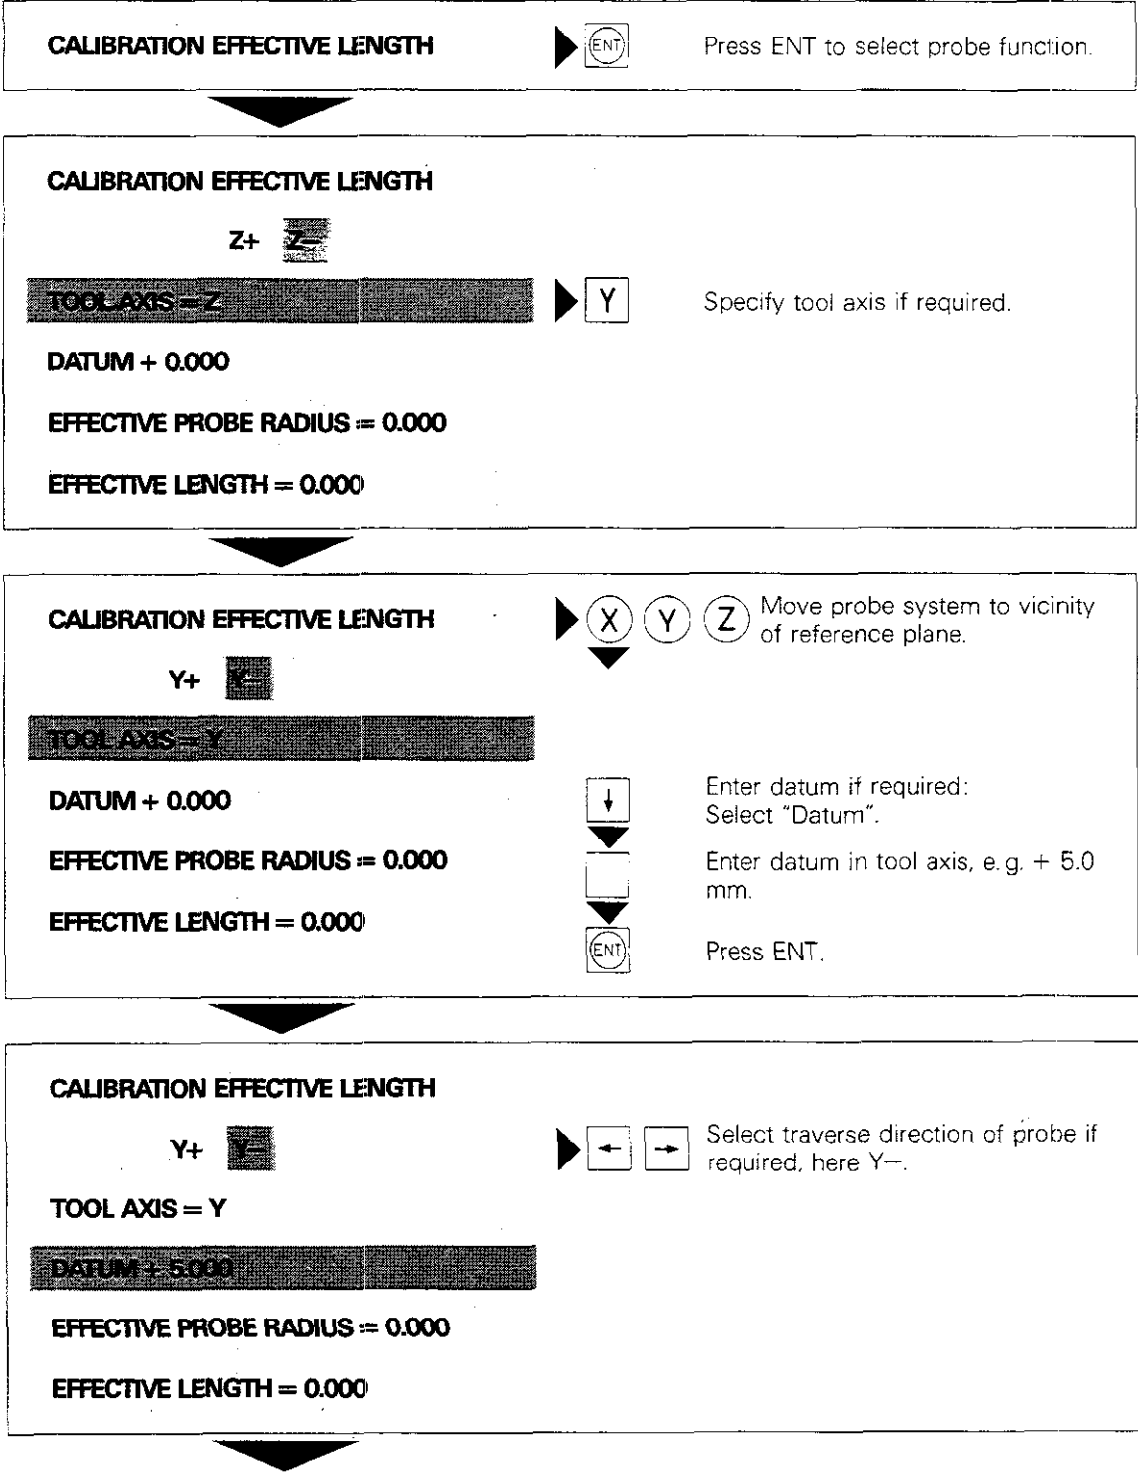 CALIBRATION EFFECTIVE LENGTH
ENT
Press ENT to select probe function.
CALIBRATION EFFECTIVE LENGTH
Z+ Z−
TOOL AXIS = Z
Y
Specify tool axis if required.
DATUM + 0.000
EFFECTIVE PROBE RADIUS = 0.000
EFFECTIVE LENGTH = 0.000
CALIBRATION EFFECTIVE LENGTH
X Y Z
Move probe system to vicinity
of reference plane.
Y+ Y−
TOOL AXIS = Y
DATUM + 0.000
Enter datum if required:
Select "Datum".
EFFECTIVE PROBE RADIUS = 0.000
Enter datum in tool axis, e. g. + 5.0
mm.
EFFECTIVE LENGTH = 0.000
ENT
Press ENT.
CALIBRATION EFFECTIVE LENGTH
Y+ Y−
Select traverse direction of probe if
required, here Y−.
TOOL AXIS = Y
DATUM + 5.000
EFFECTIVE PROBE RADIUS = 0.000
EFFECTIVE LENGTH = 0.000